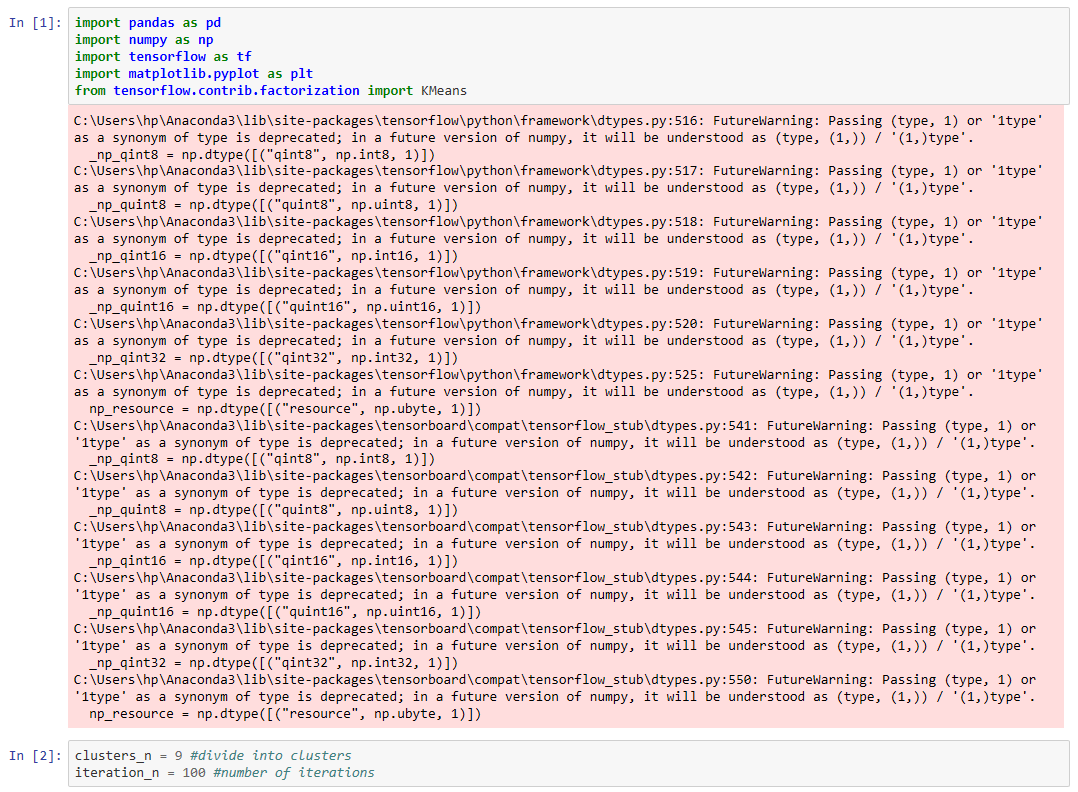 In [1]: import pandas as pd
import numpy as np
import tensorflow as tf
import matplotlib.pyplot as plt
from tensorflow.contrib.factorization import KMeans
C:\Users\hp\Anaconda3\lib\site-packages\tensorflow\python\framework\dtypes.py:516: FutureWarning: Passing (type, 1) or '1type'
as a synonym of type is deprecated; in a future version of numpy, it will be understood as (type, (1,)) / '(1,)type'.
  _np_qint8 = np.dtype([("qint8", np.int8, 1)])
C:\Users\hp\Anaconda3\lib\site-packages\tensorflow\python\framework\dtypes.py:517: FutureWarning: Passing (type, 1) or '1type'
as a synonym of type is deprecated; in a future version of numpy, it will be understood as (type, (1,)) / '(1,)type'.
  _np_quint8 = np.dtype([("quint8", np.uint8, 1)])
C:\Users\hp\Anaconda3\lib\site-packages\tensorflow\python\framework\dtypes.py:518: FutureWarning: Passing (type, 1) or '1type'
as a synonym of type is deprecated; in a future version of numpy, it will be understood as (type, (1,)) / '(1,)type'.
  _np_qint16 = np.dtype([("qint16", np.int16, 1)])
C:\Users\hp\Anaconda3\lib\site-packages\tensorflow\python\framework\dtypes.py:519: FutureWarning: Passing (type, 1) or '1type'
as a synonym of type is deprecated; in a future version of numpy, it will be understood as (type, (1,)) / '(1,)type'.
  _np_quint16 = np.dtype([("quint16", np.uint16, 1)])
C:\Users\hp\Anaconda3\lib\site-packages\tensorflow\python\framework\dtypes.py:520: FutureWarning: Passing (type, 1) or '1type'
as a synonym of type is deprecated; in a future version of numpy, it will be understood as (type, (1,)) / '(1,)type'.
  _np_qint32 = np.dtype([("qint32", np.int32, 1)])
C:\Users\hp\Anaconda3\lib\site-packages\tensorflow\python\framework\dtypes.py:525: FutureWarning: Passing (type, 1) or '1type'
as a synonym of type is deprecated; in a future version of numpy, it will be understood as (type, (1,)) / '(1,)type'.
  np_resource = np.dtype([("resource", np.ubyte, 1)])
C:\Users\hp\Anaconda3\lib\site-packages\tensorboard\compat\tensorflow_stub\dtypes.py:541: FutureWarning: Passing (type, 1) or
'1type' as a synonym of type is deprecated; in a future version of numpy, it will be understood as (type, (1,)) / '(1,)type'.
  _np_qint8 = np.dtype([("qint8", np.int8, 1)])
C:\Users\hp\Anaconda3\lib\site-packages\tensorboard\compat\tensorflow_stub\dtypes.py:542: FutureWarning: Passing (type, 1) or
'1type' as a synonym of type is deprecated; in a future version of numpy, it will be understood as (type, (1,)) / '(1,)type'.
  _np_quint8 = np.dtype([("quint8", np.uint8, 1)])
C:\Users\hp\Anaconda3\lib\site-packages\tensorboard\compat\tensorflow_stub\dtypes.py:543: FutureWarning: Passing (type, 1) or
'1type' as a synonym of type is deprecated; in a future version of numpy, it will be understood as (type, (1,)) / '(1,)type'.
  _np_qint16 = np.dtype([("qint16", np.int16, 1)])
C:\Users\hp\Anaconda3\lib\site-packages\tensorboard\compat\tensorflow_stub\dtypes.py:544: FutureWarning: Passing (type, 1) or
'1type' as a synonym of type is deprecated; in a future version of numpy, it will be understood as (type, (1,)) / '(1,)type'.
  _np_quint16 = np.dtype([("quint16", np.uint16, 1)])
C:\Users\hp\Anaconda3\lib\site-packages\tensorboard\compat\tensorflow_stub\dtypes.py:545: FutureWarning: Passing (type, 1) or
'1type' as a synonym of type is deprecated; in a future version of numpy, it will be understood as (type, (1,)) / '(1,)type'.
  _np_qint32 = np.dtype([("qint32", np.int32, 1)])
C:\Users\hp\Anaconda3\lib\site-packages\tensorboard\compat\tensorflow_stub\dtypes.py:550: FutureWarning: Passing (type, 1) or
'1type' as a synonym of type is deprecated; in a future version of numpy, it will be understood as (type, (1,)) / '(1,)type'.
  np_resource = np.dtype([("resource", np.ubyte, 1)])
In [2]: clusters_n = 9 #divide into clusters
iteration_n = 100 #number of iterations